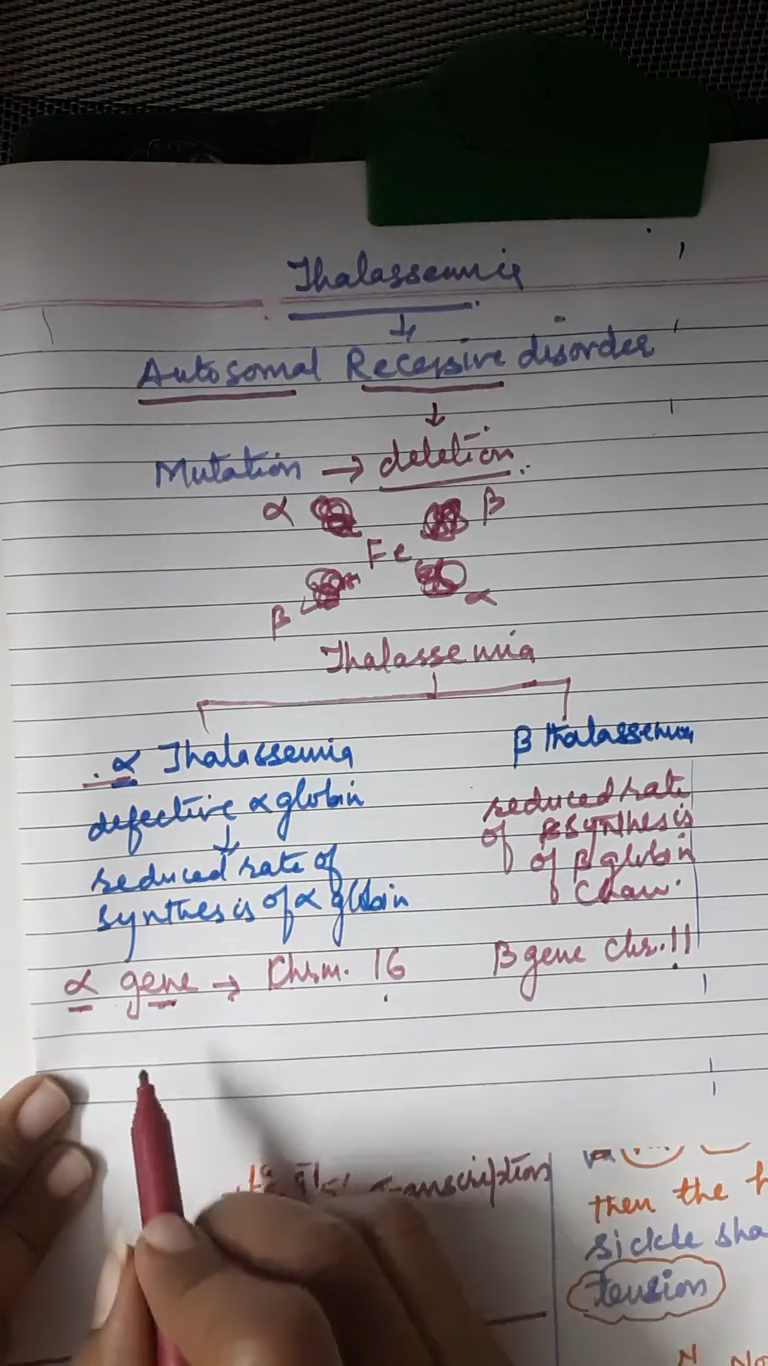 Thalassemia
↓
Autosomal Recessive disorder
↓
Mutation → deletion
α β
Fe
β α
Thalassemia
α Thalassemia
defective α globin
↓
reduced rate of
synthesis of α globin
α gene → Chrm. 16
β thalassemia
reduced rate
of synthesis
of β globin
Chain.
β gene chr. 11
transcription
then the
sickle sha
tension